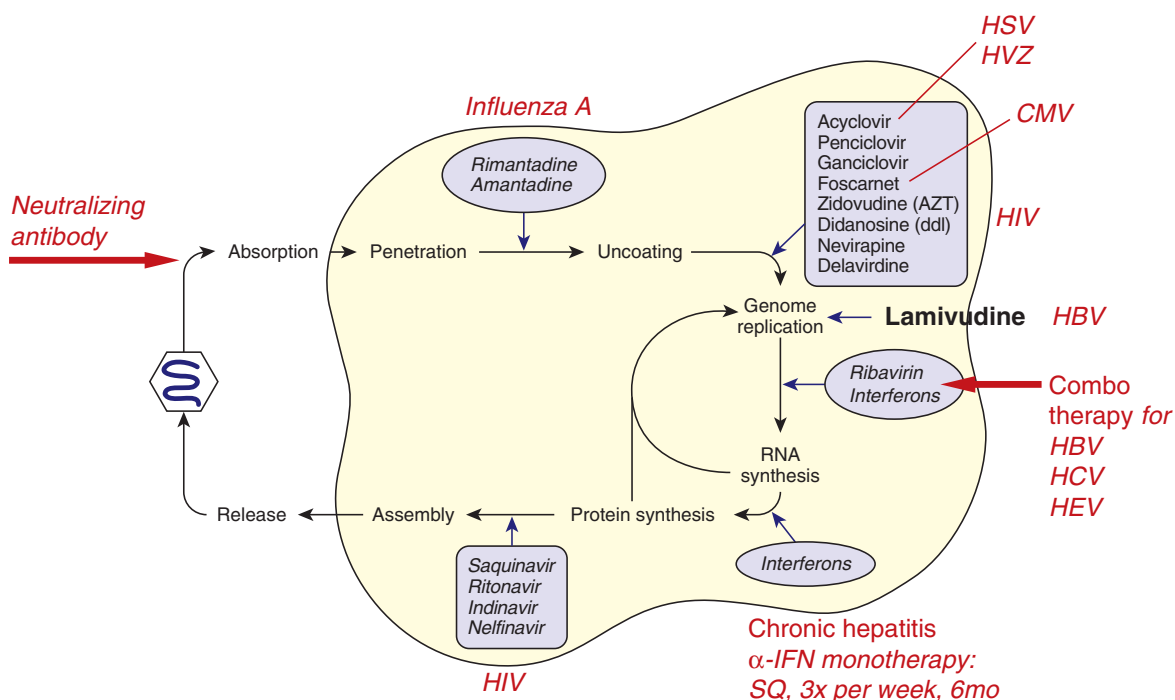 HSV
HVZ
Influenza A
CMV
Acyclovir
Penciclovir
Ganciclovir
Foscarnet
Zidovudine (AZT)
Didanosine (ddI)
Nevirapine
Delavirdine
HIV
Rimantadine
Amantadine
Neutralizing
antibody
Absorption
Penetration
Uncoating
Genome
replication
Lamivudine
HBV
Ribavirin
Interferons
Combo
therapy for
HBV
HCV
HEV
RNA
synthesis
Release
Assembly
Protein synthesis
Saquinavir
Ritonavir
Indinavir
Nelfinavir
Interferons
HIV
Chronic hepatitis
α-IFN monotherapy:
SQ, 3x per week, 6mo